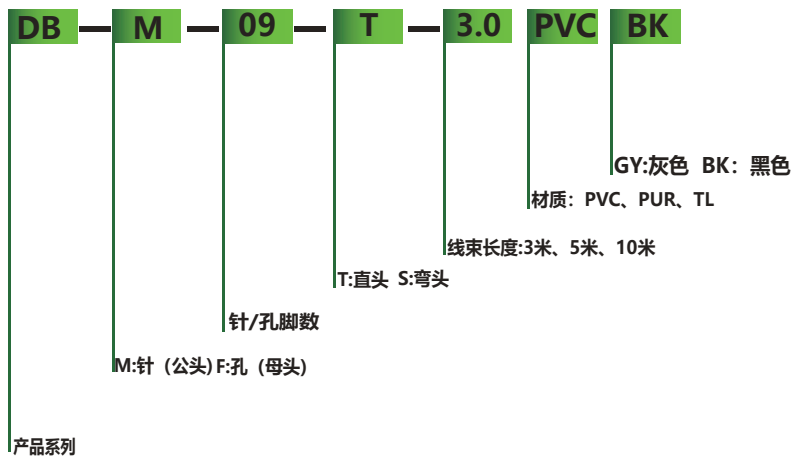 DB — M — 09 — T — 3.0 PVC BK
GY:灰色 BK：黑色
材质：PVC、PUR、TL
线束长度:3米、5米、10米
T:直头 S:弯头
针/孔脚数
M:针（公头) F:孔（母头)
产品系列